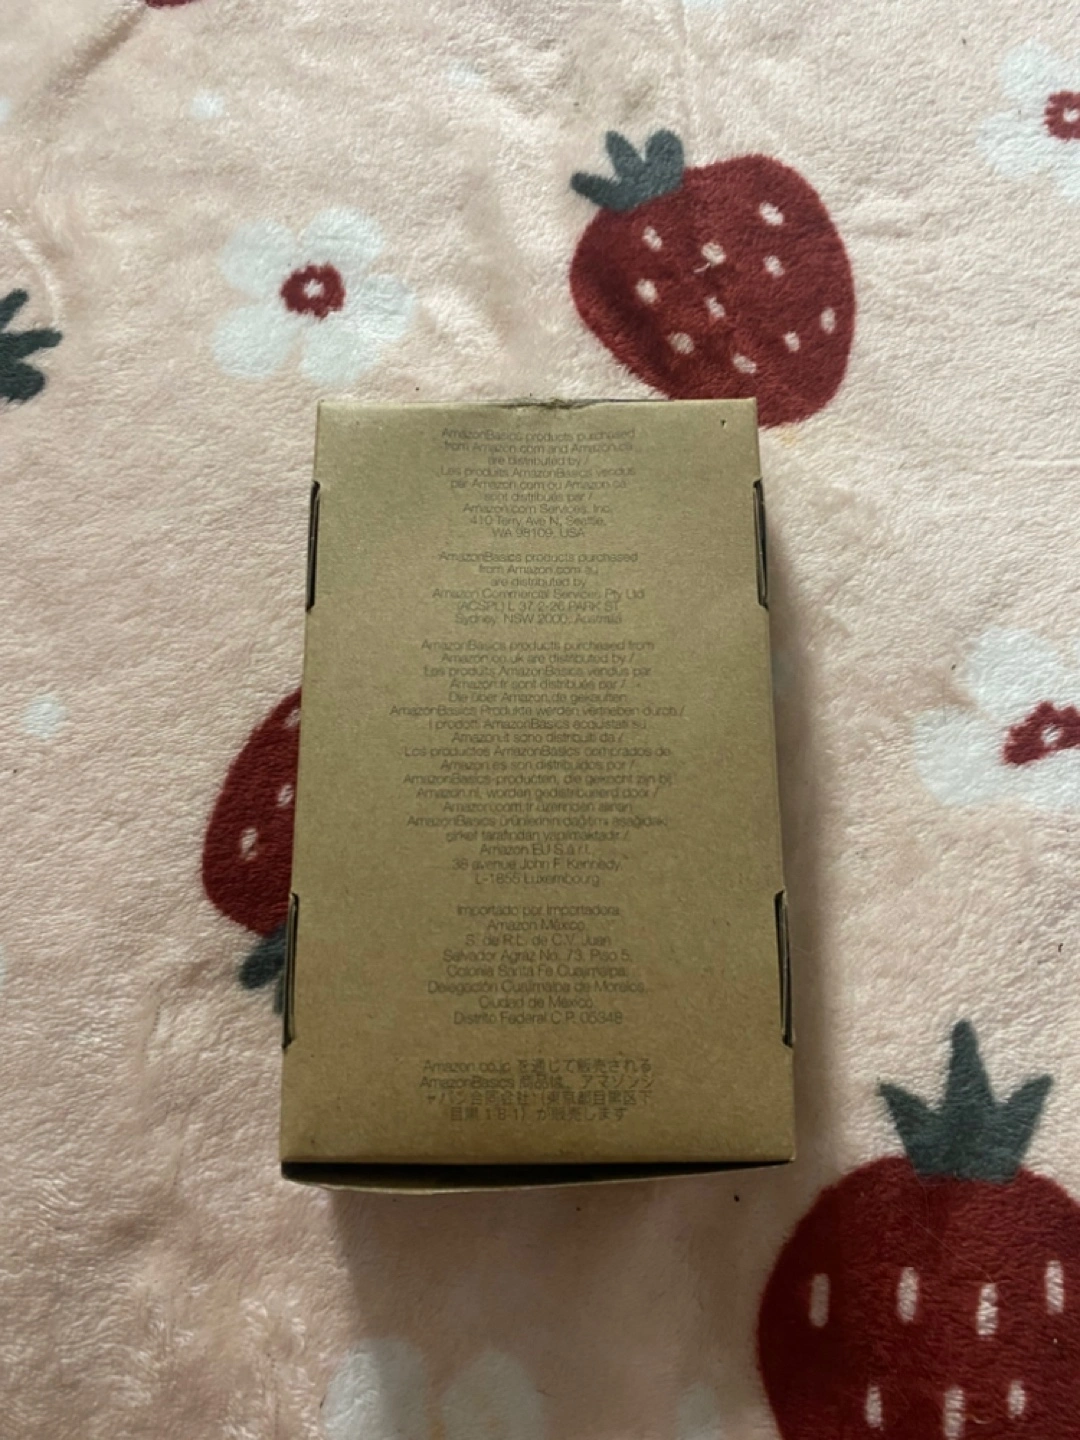 AmazonBasics products purchased
from Amazon.com and Amazon.ca
are distributed by /
Les produits AmazonBasics vendus
par Amazon.com ou Amazon.ca
sont distribués par /
Amazon.com Services, Inc.
410 Terry Ave N, Seattle,
WA 98109, USA
AmazonBasics products purchased
from Amazon.com.au
are distributed by
Amazon Commercial Services Pty Ltd
(ACSPL) L 37 2-26 PARK ST
Sydney, NSW 2000, Australia
AmazonBasics products purchased from
Amazon.co.uk are distributed by /
Les produits AmazonBasics vendus par
Amazon.fr sont distribués par /
Die über Amazon.de gekauften
AmazonBasics Produkte werden vertrieben durch /
I prodotti AmazonBasics acquistati su
Amazon.it sono distribuiti da /
Los productos AmazonBasics comprados de
Amazon.es son distribuidos por /
AmazonBasics-producten, die gekocht zijn bij
Amazon.nl, worden gedistribueerd door /
Amazon.com.tr üzerinden alınan
AmazonBasics ürünlerinin dağıtımı aşağıdaki
şirket tarafından yapılmaktadır /
Amazon EU S.à r.l.
38 avenue John F. Kennedy,
L-1855 Luxembourg
Importado por Importadora
Amazon México,
S. de R.L. de C.V. Juan
Salvador Agraz No. 73, Piso 5,
Colonia Santa Fe Cuajimalpa,
Delegación Cuajimalpa de Morelos,
Ciudad de México,
Distrito Federal C.P. 05348
Amazon.co.jp を通じて販売される
AmazonBasics 商品は、アマゾンジ
ャパン合同会社（東京都目黒区下
目黒 1 8 1）が販売します